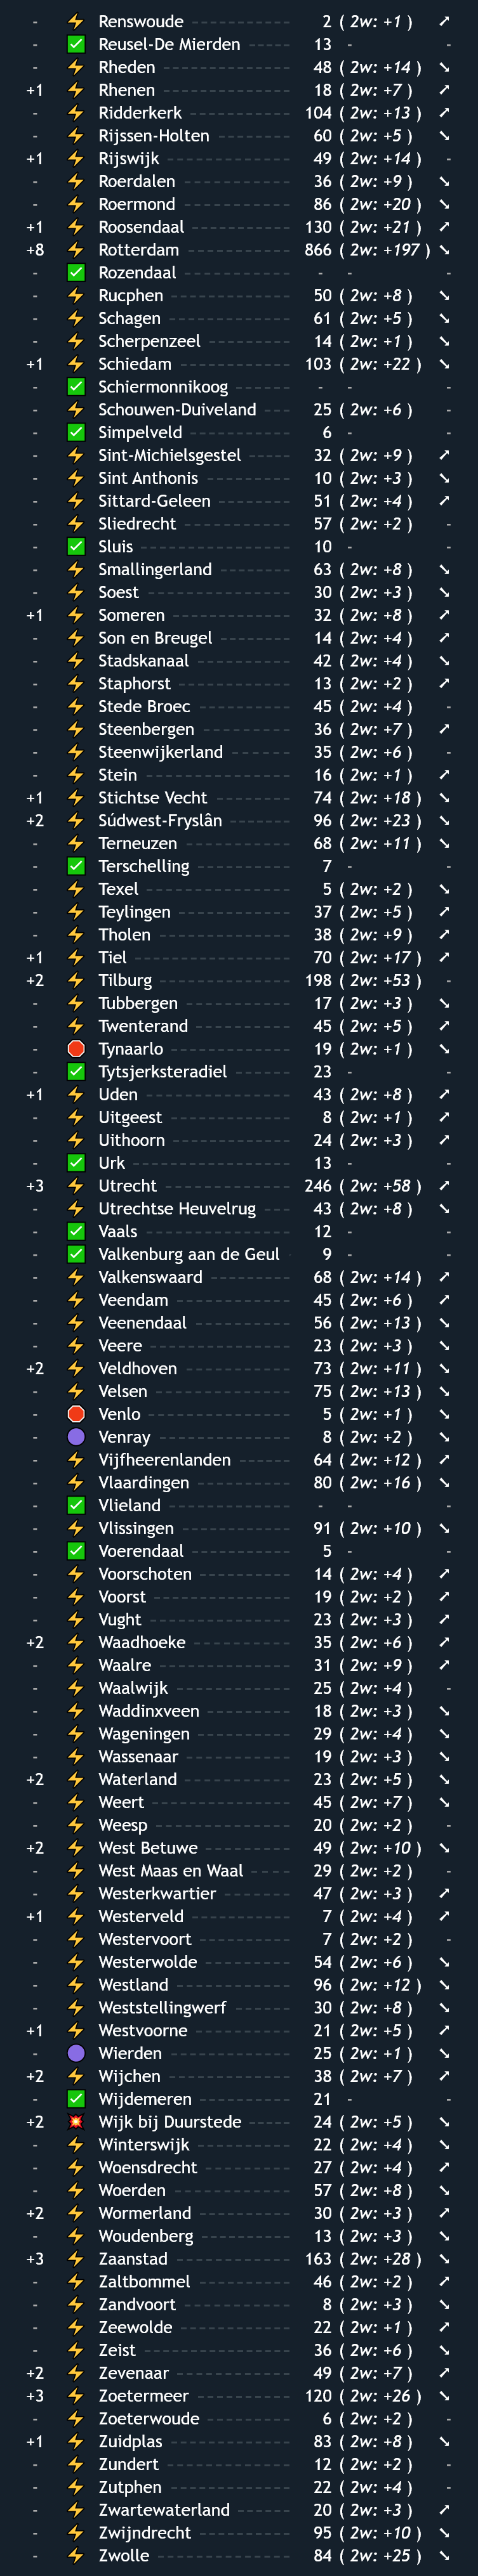 - ⚡ Renswoude 2 ( 2w: +1 ) ↗
- ✅ Reusel-De Mierden 13 - -
- ⚡ Rheden 48 ( 2w: +14 ) ↘
+1 ⚡ Rhenen 18 ( 2w: +7 ) ↗
- ⚡ Ridderkerk 104 ( 2w: +13 ) ↗
- ⚡ Rijssen-Holten 60 ( 2w: +5 ) ↘
+1 ⚡ Rijswijk 49 ( 2w: +14 ) -
- ⚡ Roerdalen 36 ( 2w: +9 ) ↘
- ⚡ Roermond 86 ( 2w: +20 ) ↘
+1 ⚡ Roosendaal 130 ( 2w: +21 ) ↗
+8 ⚡ Rotterdam 866 ( 2w: +197 ) ↘
- ✅ Rozendaal - - -
- ⚡ Rucphen 50 ( 2w: +8 ) ↘
- ⚡ Schagen 61 ( 2w: +5 ) ↘
- ⚡ Scherpenzeel 14 ( 2w: +1 ) ↘
+1 ⚡ Schiedam 103 ( 2w: +22 ) ↘
- ✅ Schiermonnikoog - - -
- ⚡ Schouwen-Duiveland 25 ( 2w: +6 ) -
- ✅ Simpelveld 6 - -
- ⚡ Sint-Michielsgestel 32 ( 2w: +9 ) ↗
- ⚡ Sint Anthonis 10 ( 2w: +3 ) ↘
- ⚡ Sittard-Geleen 51 ( 2w: +4 ) ↗
- ⚡ Sliedrecht 57 ( 2w: +2 ) -
- ✅ Sluis 10 - -
- ⚡ Smallingerland 63 ( 2w: +8 ) ↘
- ⚡ Soest 30 ( 2w: +3 ) ↘
+1 ⚡ Someren 32 ( 2w: +8 ) ↗
- ⚡ Son en Breugel 14 ( 2w: +4 ) ↗
- ⚡ Stadskanaal 42 ( 2w: +4 ) ↘
- ⚡ Staphorst 13 ( 2w: +2 ) ↗
- ⚡ Stede Broec 45 ( 2w: +4 ) -
- ⚡ Steenbergen 36 ( 2w: +7 ) ↗
- ⚡ Steenwijkerland 35 ( 2w: +6 ) -
- ⚡ Stein 16 ( 2w: +1 ) ↗
+1 ⚡ Stichtse Vecht 74 ( 2w: +18 ) ↘
+2 ⚡ Súdwest-Fryslân 96 ( 2w: +23 ) ↘
- ⚡ Terneuzen 68 ( 2w: +11 ) ↘
- ✅ Terschelling 7 - -
- ⚡ Texel 5 ( 2w: +2 ) ↘
- ⚡ Teylingen 37 ( 2w: +5 ) ↗
- ⚡ Tholen 38 ( 2w: +9 ) ↗
+1 ⚡ Tiel 70 ( 2w: +17 ) ↗
+2 ⚡ Tilburg 198 ( 2w: +53 ) -
- ⚡ Tubbergen 17 ( 2w: +3 ) ↘
- ⚡ Twenterand 45 ( 2w: +5 ) ↗
- 🛑 Tynaarlo 19 ( 2w: +1 ) ↘
- ✅ Tytsjerksteradiel 23 - -
+1 ⚡ Uden 43 ( 2w: +8 ) ↗
- ⚡ Uitgeest 8 ( 2w: +1 ) ↗
- ⚡ Uithoorn 24 ( 2w: +3 ) ↗
- ✅ Urk 13 - -
+3 ⚡ Utrecht 246 ( 2w: +58 ) ↗
- ⚡ Utrechtse Heuvelrug 43 ( 2w: +8 ) ↘
- ✅ Vaals 12 - -
- ✅ Valkenburg aan de Geul 9 - -
- ⚡ Valkenswaard 68 ( 2w: +14 ) ↗
- ⚡ Veendam 45 ( 2w: +6 ) ↗
- ⚡ Veenendaal 56 ( 2w: +13 ) ↘
- ⚡ Veere 23 ( 2w: +3 ) ↘
+2 ⚡ Veldhoven 73 ( 2w: +11 ) ↘
- ⚡ Velsen 75 ( 2w: +13 ) ↘
- 🛑 Venlo 5 ( 2w: +1 ) ↘
- 🟣 Venray 8 ( 2w: +2 ) ↘
- ⚡ Vijfheerenlanden 64 ( 2w: +12 ) ↗
- ⚡ Vlaardingen 80 ( 2w: +16 ) ↘
- ✅ Vlieland - - -
- ⚡ Vlissingen 91 ( 2w: +10 ) ↘
- ✅ Voerendaal 5 - -
- ⚡ Voorschoten 14 ( 2w: +4 ) ↗
- ⚡ Voorst 19 ( 2w: +2 ) ↗
- ⚡ Vught 23 ( 2w: +3 ) ↗
+2 ⚡ Waadhoeke 35 ( 2w: +6 ) ↗
- ⚡ Waalre 31 ( 2w: +9 ) ↗
- ⚡ Waalwijk 25 ( 2w: +4 ) -
- ⚡ Waddinxveen 18 ( 2w: +3 ) ↘
- ⚡ Wageningen 29 ( 2w: +4 ) ↘
- ⚡ Wassenaar 19 ( 2w: +3 ) ↘
+2 ⚡ Waterland 23 ( 2w: +5 ) ↘
- ⚡ Weert 45 ( 2w: +7 ) ↘
- ⚡ Weesp 20 ( 2w: +2 ) -
+2 ⚡ West Betuwe 49 ( 2w: +10 ) ↘
- ⚡ West Maas en Waal 29 ( 2w: +2 ) -
- ⚡ Westerkwartier 47 ( 2w: +3 ) ↗
+1 ⚡ Westerveld 7 ( 2w: +4 ) ↗
- ⚡ Westervoort 7 ( 2w: +2 ) -
- ⚡ Westerwolde 54 ( 2w: +6 ) ↘
- ⚡ Westland 96 ( 2w: +12 ) ↘
- ⚡ Weststellingwerf 30 ( 2w: +8 ) ↘
+1 ⚡ Westvoorne 21 ( 2w: +5 ) ↗
- 🟣 Wierden 25 ( 2w: +1 ) ↘
+2 ⚡ Wijchen 38 ( 2w: +7 ) ↗
- ✅ Wijdemeren 21 - -
+2 💥 Wijk bij Duurstede 24 ( 2w: +5 ) ↘
- ⚡ Winterswijk 22 ( 2w: +4 ) ↘
- ⚡ Woensdrecht 27 ( 2w: +4 ) ↗
- ⚡ Woerden 57 ( 2w: +8 ) ↘
+2 ⚡ Wormerland 30 ( 2w: +3 ) ↗
- ⚡ Woudenberg 13 ( 2w: +3 ) ↘
+3 ⚡ Zaanstad 163 ( 2w: +28 ) ↘
- ⚡ Zaltbommel 46 ( 2w: +2 ) ↗
- ⚡ Zandvoort 8 ( 2w: +3 ) ↘
- ⚡ Zeewolde 22 ( 2w: +1 ) ↗
- ⚡ Zeist 36 ( 2w: +6 ) ↘
+2 ⚡ Zevenaar 49 ( 2w: +7 ) ↗
+3 ⚡ Zoetermeer 120 ( 2w: +26 ) ↘
- ⚡ Zoeterwoude 6 ( 2w: +2 ) -
+1 ⚡ Zuidplas 83 ( 2w: +8 ) ↘
- ⚡ Zundert 12 ( 2w: +2 ) -
- ⚡ Zutphen 22 ( 2w: +4 ) -
- ⚡ Zwartewaterland 20 ( 2w: +3 ) ↗
- ⚡ Zwijndrecht 95 ( 2w: +10 ) ↘
- ⚡ Zwolle 84 ( 2w: +25 ) ↘